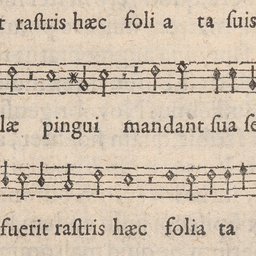 t raſtris hæc foli a ta ſuis
læ pingui mandant ſua ſe
fuerit raſtris hæc folia ta